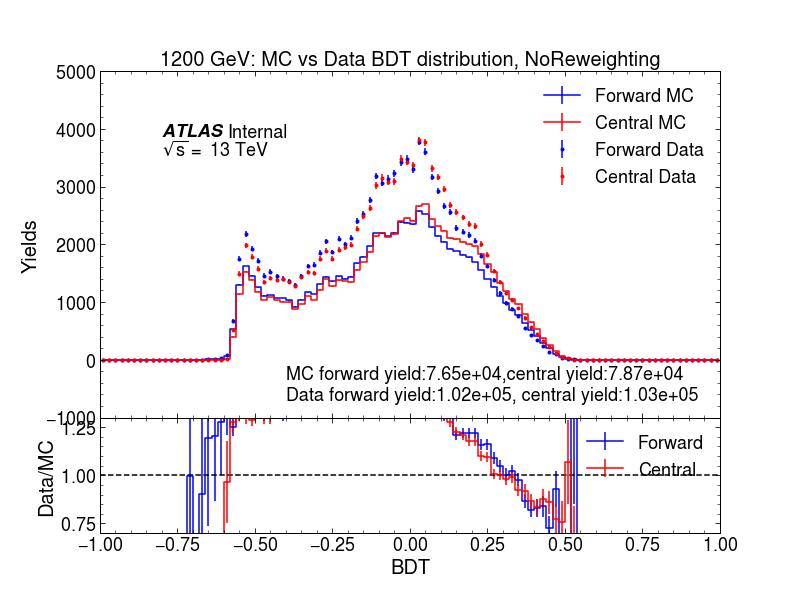 1200 GeV: MC vs Data BDT distribution, NoReweighting
5000
4000
3000
2000
1000
0
−1000
Yields
ATLAS Internal
√s = 13 TeV
Forward MC
Central MC
Forward Data
Central Data
MC forward yield:7.65e+04,central yield:7.87e+04
Data forward yield:1.02e+05, central yield:1.03e+05
1.25
1.00
0.75
Data/MC
Forward
Central
−1.00 −0.75 −0.50 −0.25 0.00 0.25 0.50 0.75 1.00
BDT